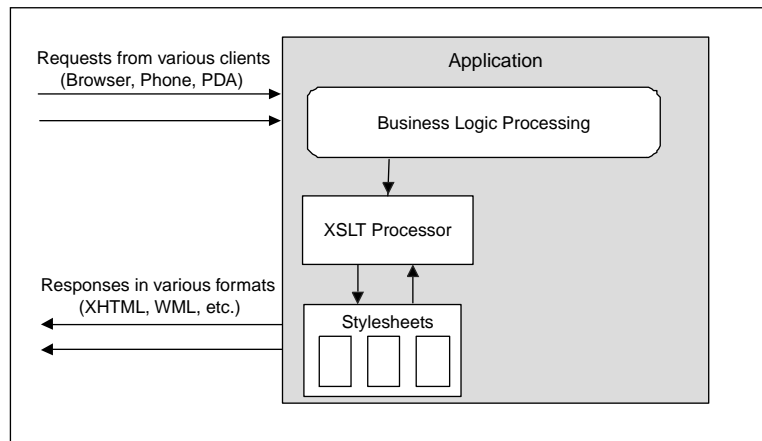 Requests from various clients
(Browser, Phone, PDA)
Application
Business Logic Processing
XSLT Processor
Responses in various formats
(XHTML, WML, etc.)
Stylesheets